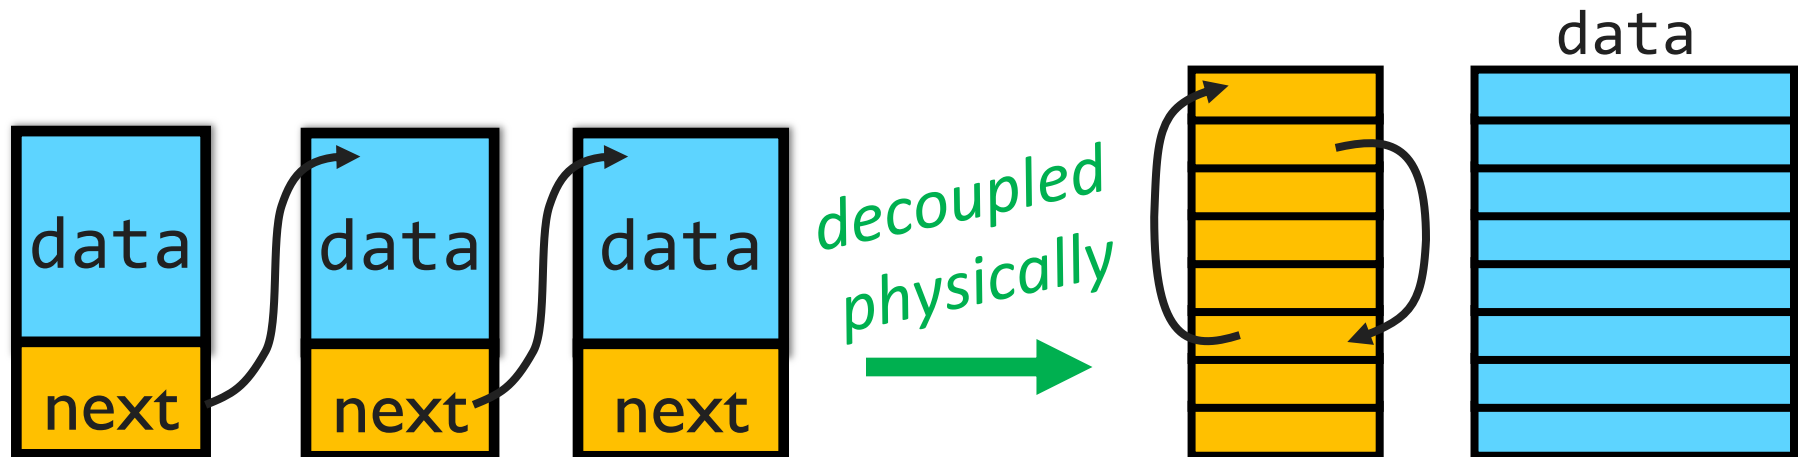 data
data
next
data
next
data
next
decoupled
physically